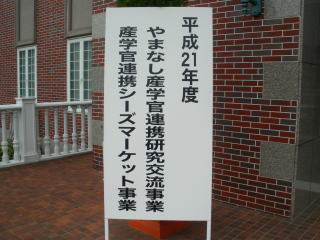 平成21年度
やまなし産学官連携研究交流事業
産学官連携シーズマーケット事業